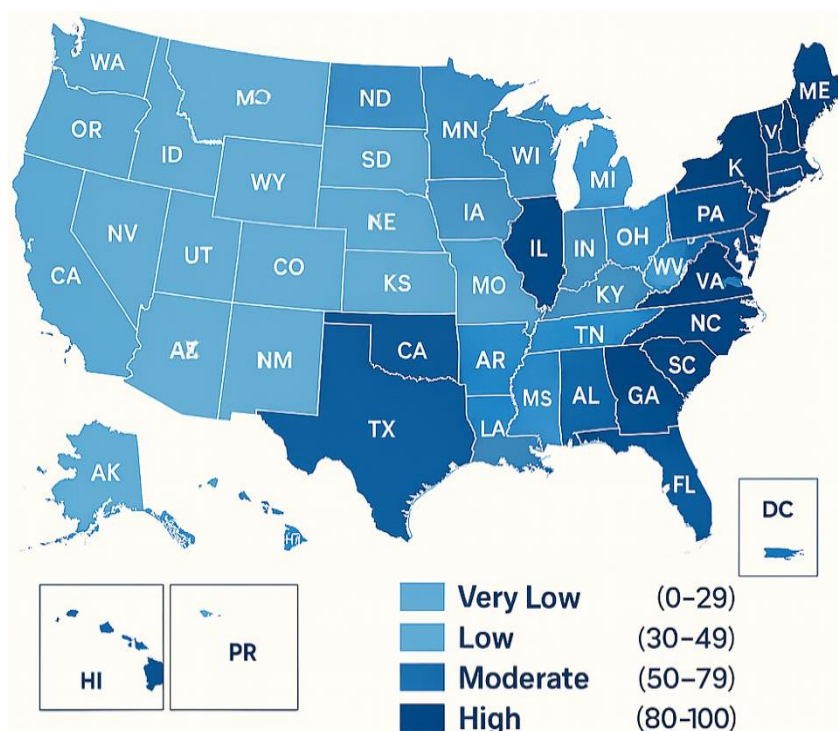 WA
ME
MN
ND
OR
V
ID
SD
WI
K
MI
WY
PA
IA
NV
OH
IL
IN
UT
CO
WV
VA
CA
KS
MO
KY
NC
TN
CA
AR
SC
NM
MS
AL
GA
TX
LA
AK
FL
DC
Very Low (0–29)
Low (30–49)
PR
Moderate (50–79)
HI
High (80-100)